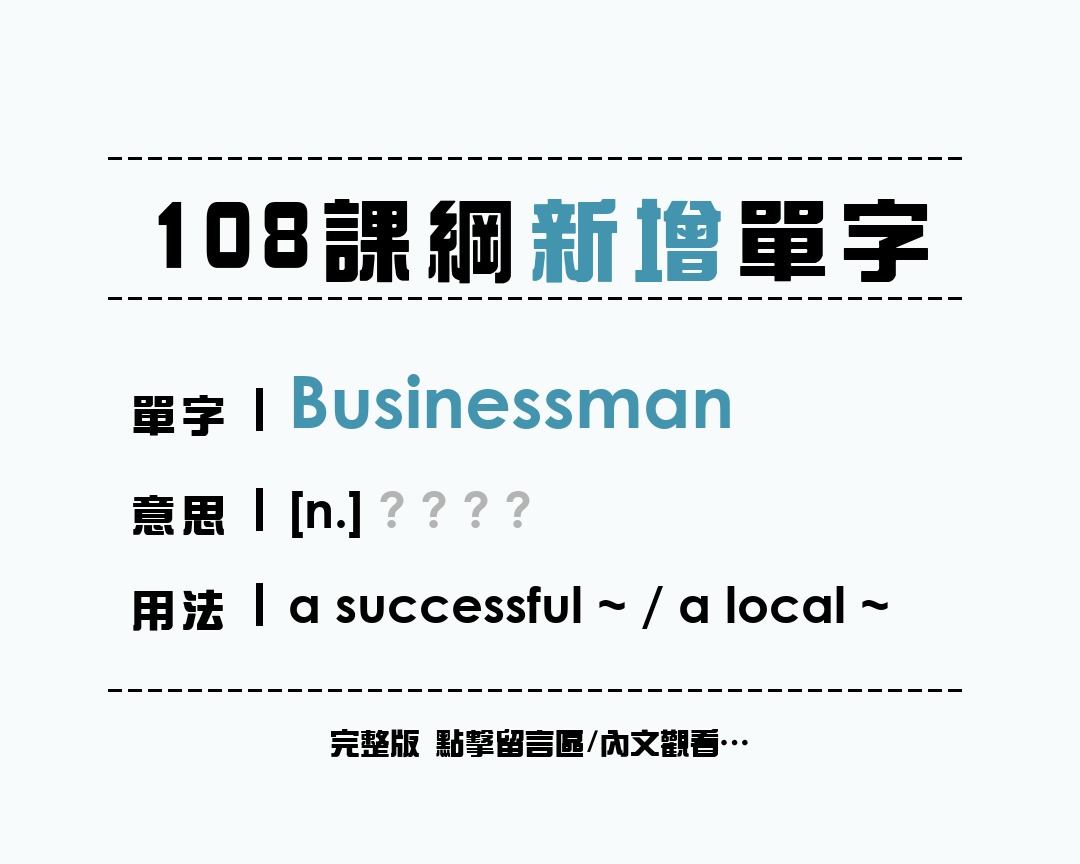 108課綱新增單字
單字 | Businessman
意思 | [n.] ? ? ? ?
用法 | a successful ~ / a local ~
完整版 點擊留言區/內文觀看…